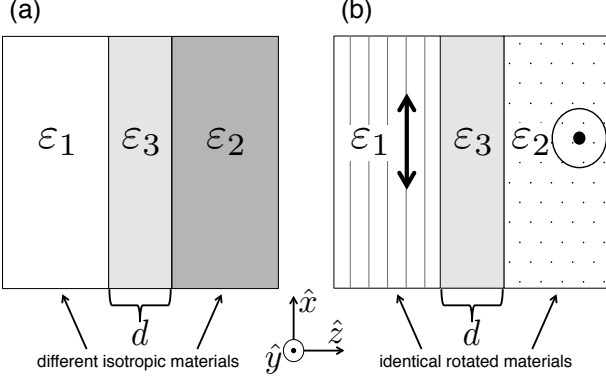 (a)
(b)
ε₁ ε₃ ε₂
ε₁ ε₃ ε₂
d
d
x̂
ŷ
ẑ
different isotropic materials
identical rotated materials